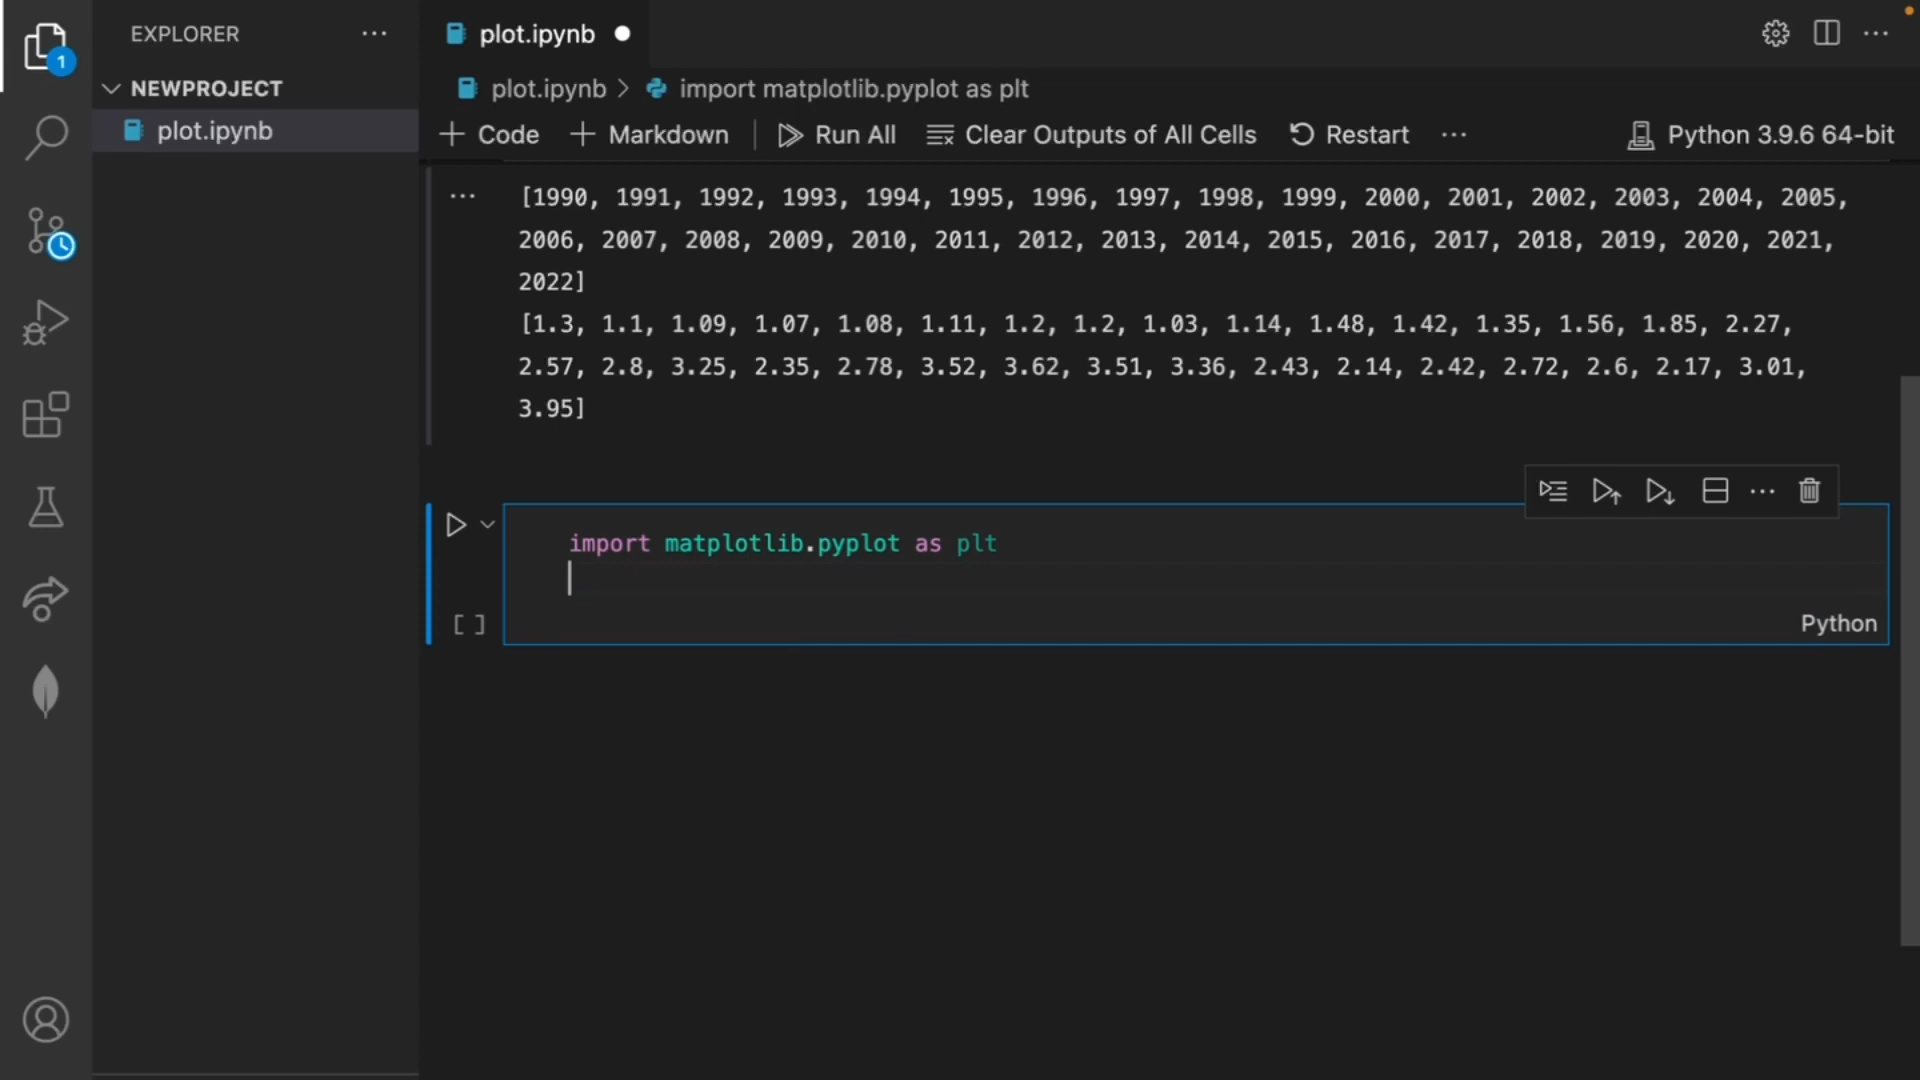 EXPLORER
plot.ipynb
1
NEWPROJECT
plot.ipynb > import matplotlib.pyplot as plt
plot.ipynb
+ Code + Markdown | Run All Clear Outputs of All Cells Restart ··· Python 3.9.6 64-bit
[1990, 1991, 1992, 1993, 1994, 1995, 1996, 1997, 1998, 1999, 2000, 2001, 2002, 2003, 2004, 2005,
2006, 2007, 2008, 2009, 2010, 2011, 2012, 2013, 2014, 2015, 2016, 2017, 2018, 2019, 2020, 2021,
2022]
[1.3, 1.1, 1.09, 1.07, 1.08, 1.11, 1.2, 1.2, 1.03, 1.14, 1.48, 1.42, 1.35, 1.56, 1.85, 2.27,
2.57, 2.8, 3.25, 2.35, 2.78, 3.52, 3.62, 3.51, 3.36, 2.43, 2.14, 2.42, 2.72, 2.6, 2.17, 3.01,
3.95]
import matplotlib.pyplot as plt
[ ]
Python